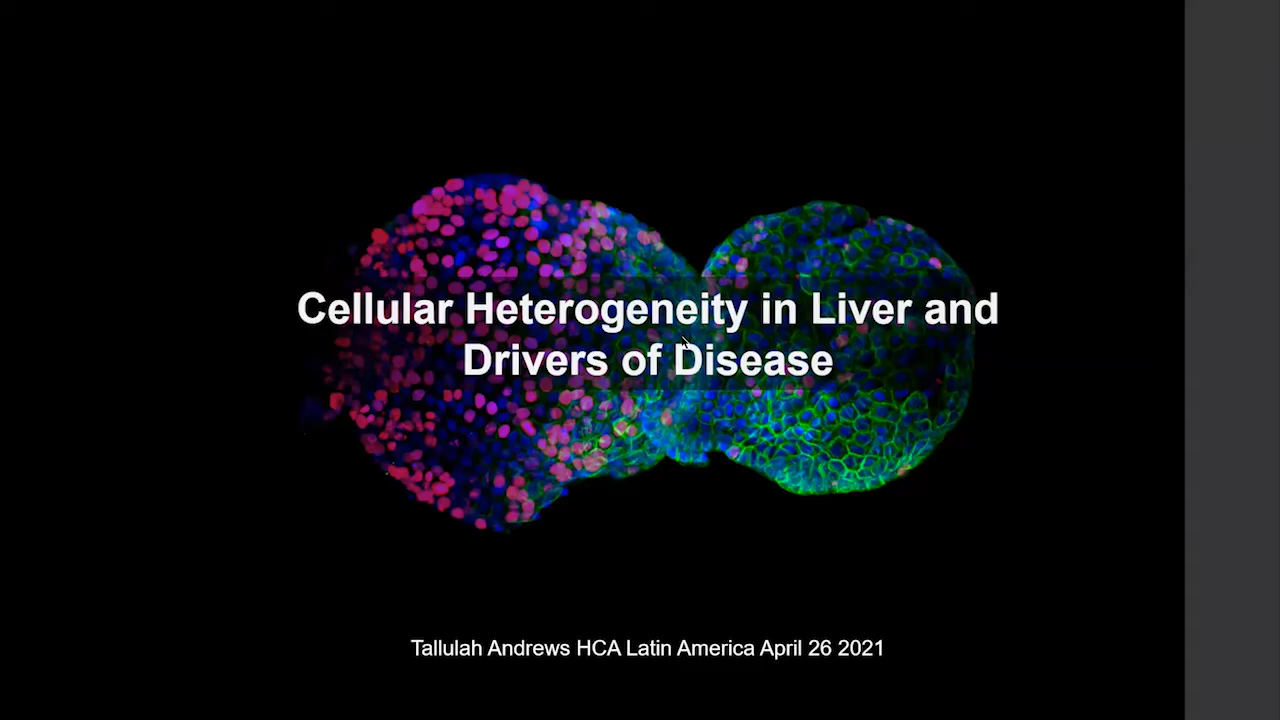 Cellular Heterogeneity in Liver and
Drivers of Disease
Tallulah Andrews HCA Latin America April 26 2021